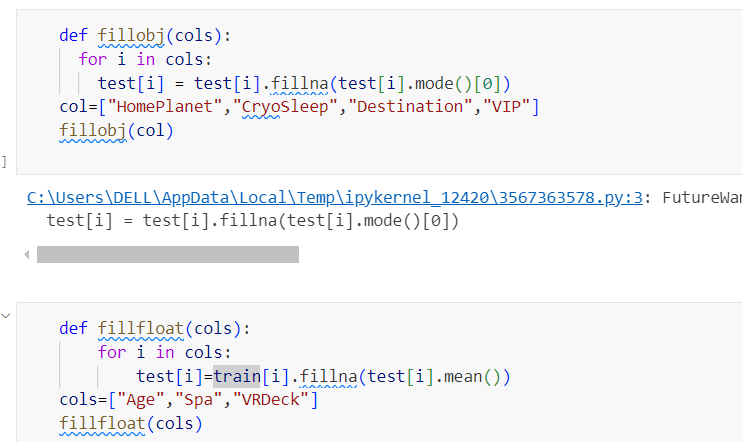 def fillobj(cols):
for i in cols:
test[i] = test[i].fillna(test[i].mode()[0])
col=["HomePlanet","CryoSleep","Destination","VIP"]
fillobj(col)
]
C:\Users\DELL\AppData\Local\Temp\ipykernel_12420\3567363578.py:3: FutureWa
test[i] = test[i].fillna(test[i].mode()[0])
def fillfloat(cols):
for i in cols:
test[i]=train[i].fillna(test[i].mean())
cols=["Age","Spa","VRDeck"]
fillfloat(cols)